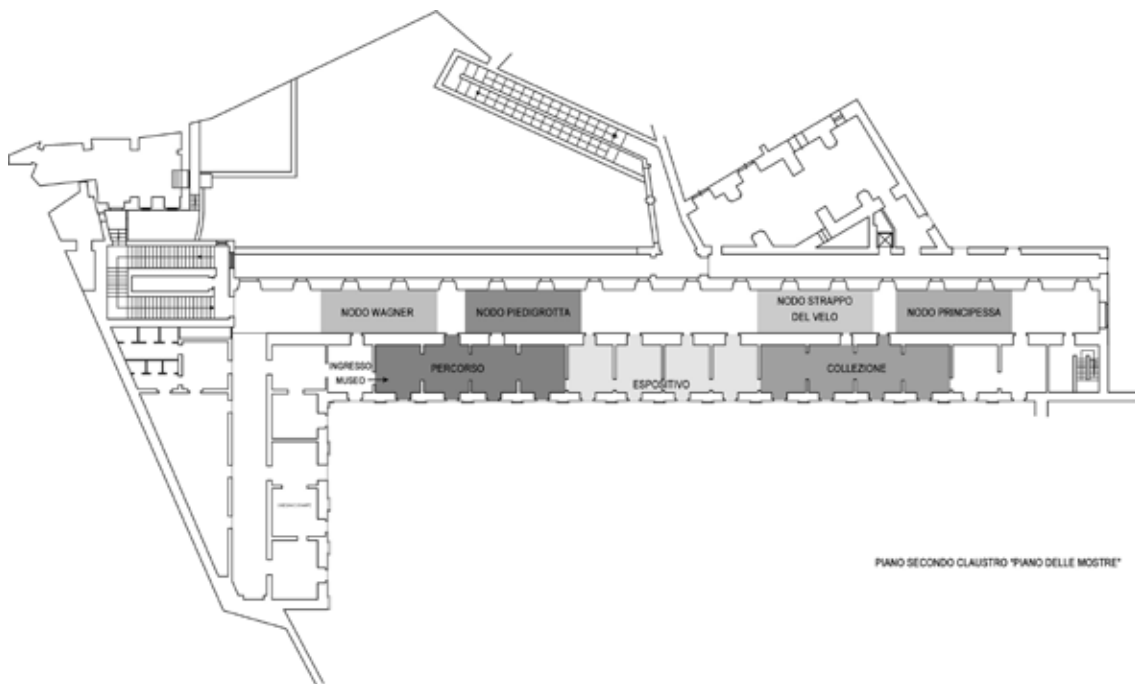 NODO WAGNER
NODO PIEDIGROTTA
NODO STRAPPO
DEL VELO
NODO PRINCIPESSA
INGRESSO
MUSEO
PERCORSO
ESPOSITIVO
COLLEZIONE
PIANO SECONDO CLAUSTRO "PIANO DELLE MOSTRE"